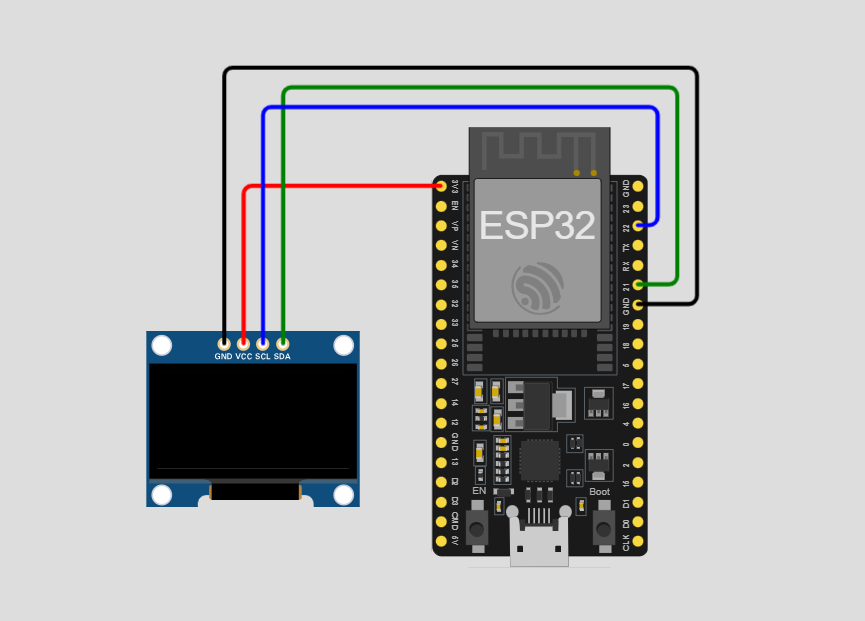 ESP32
3V3
EN
VP
VN
34
35
32
33
25
26
27
14
12
GND
13
D2
D3
CMD
5V
GND
23
22
TX
RX
21
GND
19
18
5
17
16
4
0
2
15
D1
D0
CLK
GND VCC SCL SDA
EN
Boot